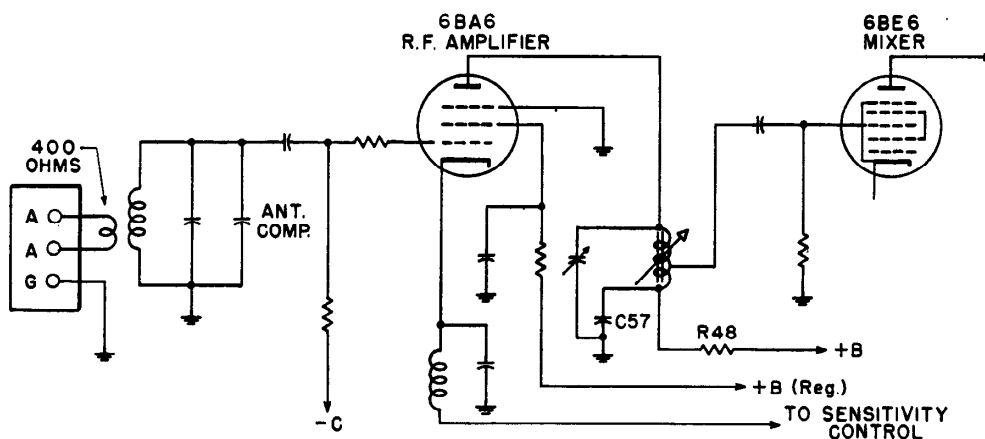 6BA6
R.F. AMPLIFIER
6BE6
MIXER
400
OHMS
A
A
G
ANT.
COMP.
C57
R48
+B
+B (Reg.)
-C
TO SENSITIVITY
CONTROL